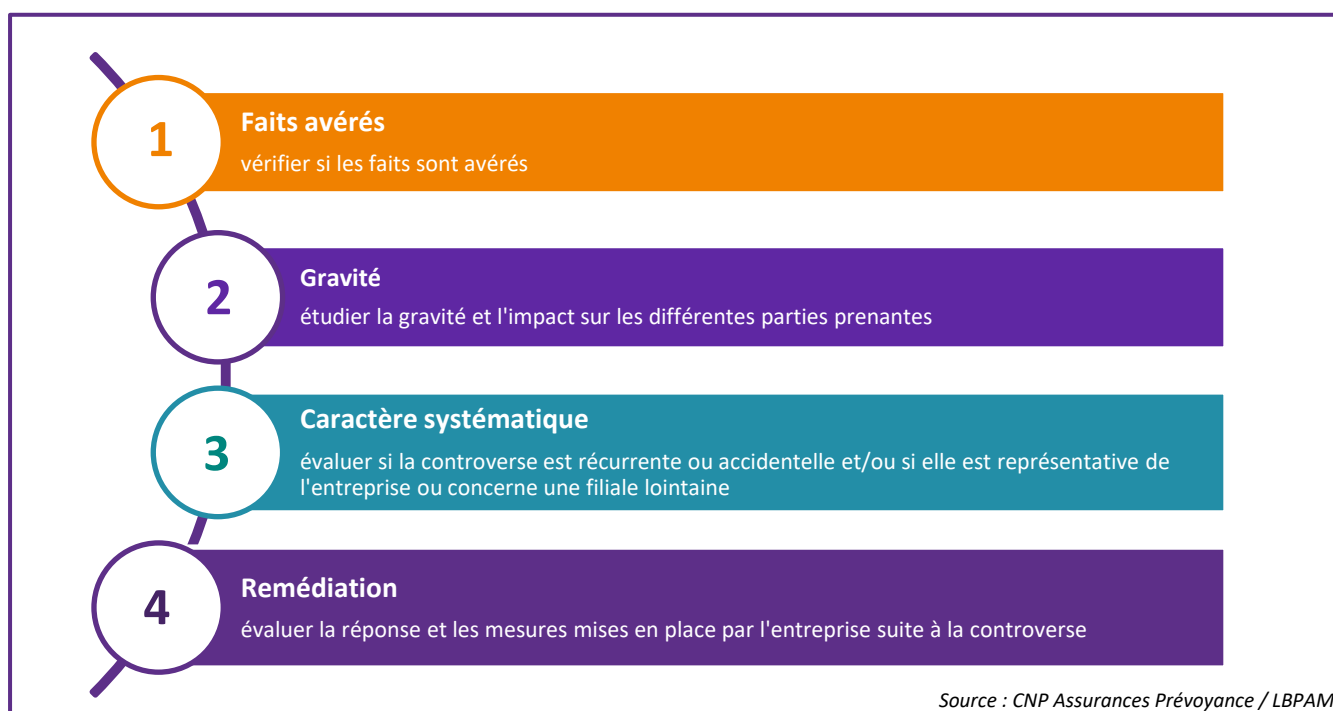 1
Faits avérés
vérifier si les faits sont avérés
2
Gravité
étudier la gravité et l'impact sur les différentes parties prenantes
3
Caractère systématique
évaluer si la controverse est récurrente ou accidentelle et/ou si elle est représentative de
l'entreprise ou concerne une filiale lointaine
4
Remédiation
évaluer la réponse et les mesures mises en place par l'entreprise suite à la controverse
Source : CNP Assurances Prévoyance / LBPAM